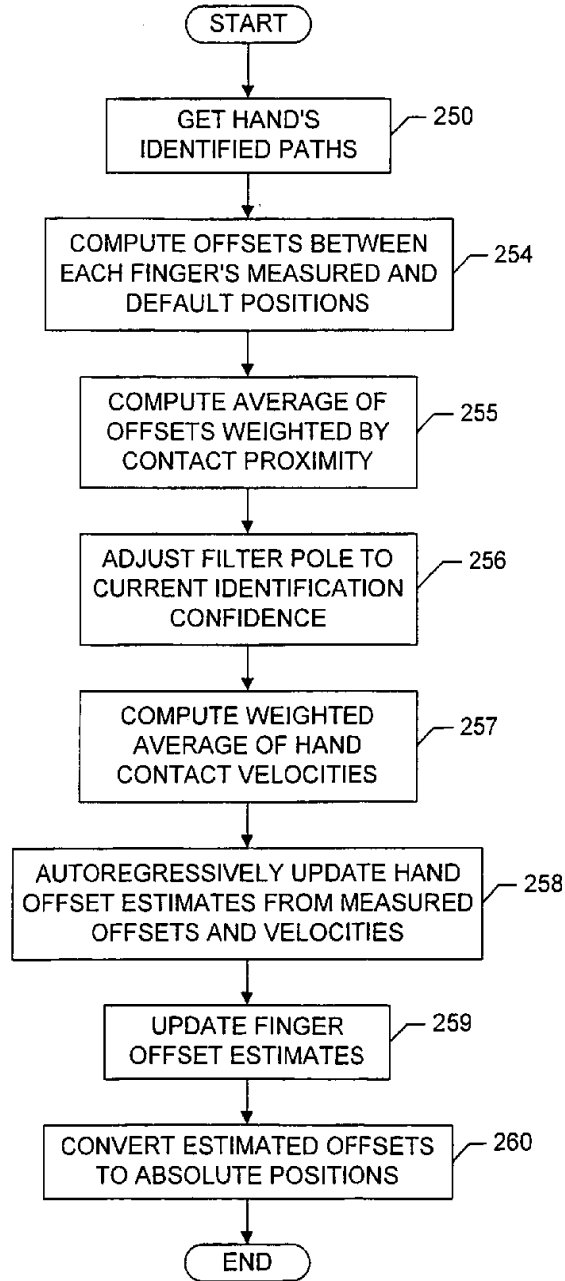 START
GET HAND'S
IDENTIFIED PATHS
250
COMPUTE OFFSETS BETWEEN
EACH FINGER'S MEASURED AND
DEFAULT POSITIONS
254
COMPUTE AVERAGE OF
OFFSETS WEIGHTED BY
CONTACT PROXIMITY
255
ADJUST FILTER POLE TO
CURRENT IDENTIFICATION
CONFIDENCE
256
COMPUTE WEIGHTED
AVERAGE OF HAND
CONTACT VELOCITIES
257
AUTOREGRESSIVELY UPDATE HAND
OFFSET ESTIMATES FROM MEASURED
OFFSETS AND VELOCITIES
258
UPDATE FINGER
OFFSET ESTIMATES
259
CONVERT ESTIMATED OFFSETS
TO ABSOLUTE POSITIONS
260
END